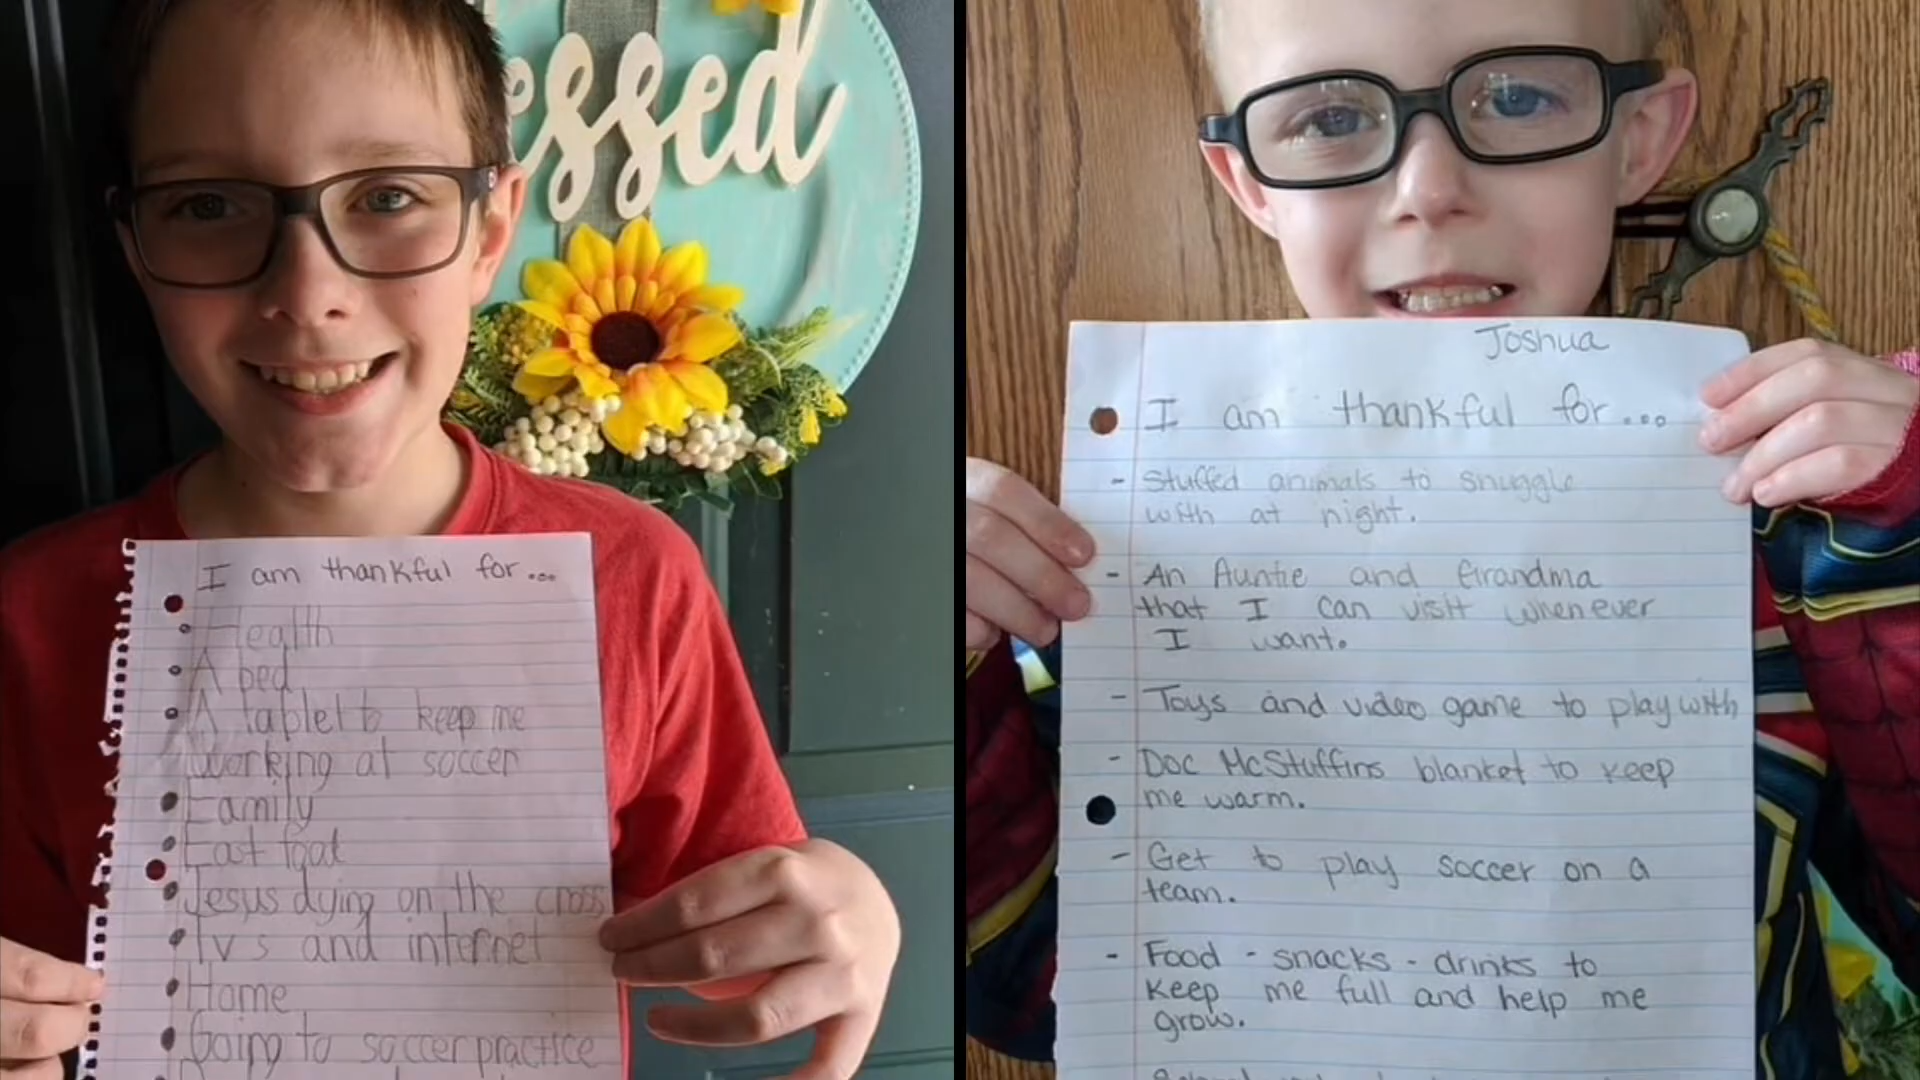 essed
I am thankful for...
Health
A bed
A tablet to keep me
working at soccer
Family
East foat
Jesus dying on the cross
Tvs and internet
Home
Going to soccer practice
Joshua
I am thankful for...
- Stuffed animals to snuggle
with at night.
- An Auntie and Grandma
that I can visit whenever
I want.
- Toys and video game to play with
- Doc McStuffins blanket to keep
me warm.
- Get to play soccer on a
team.
- Food - snacks - drinks to
keep me full and help me
grow.